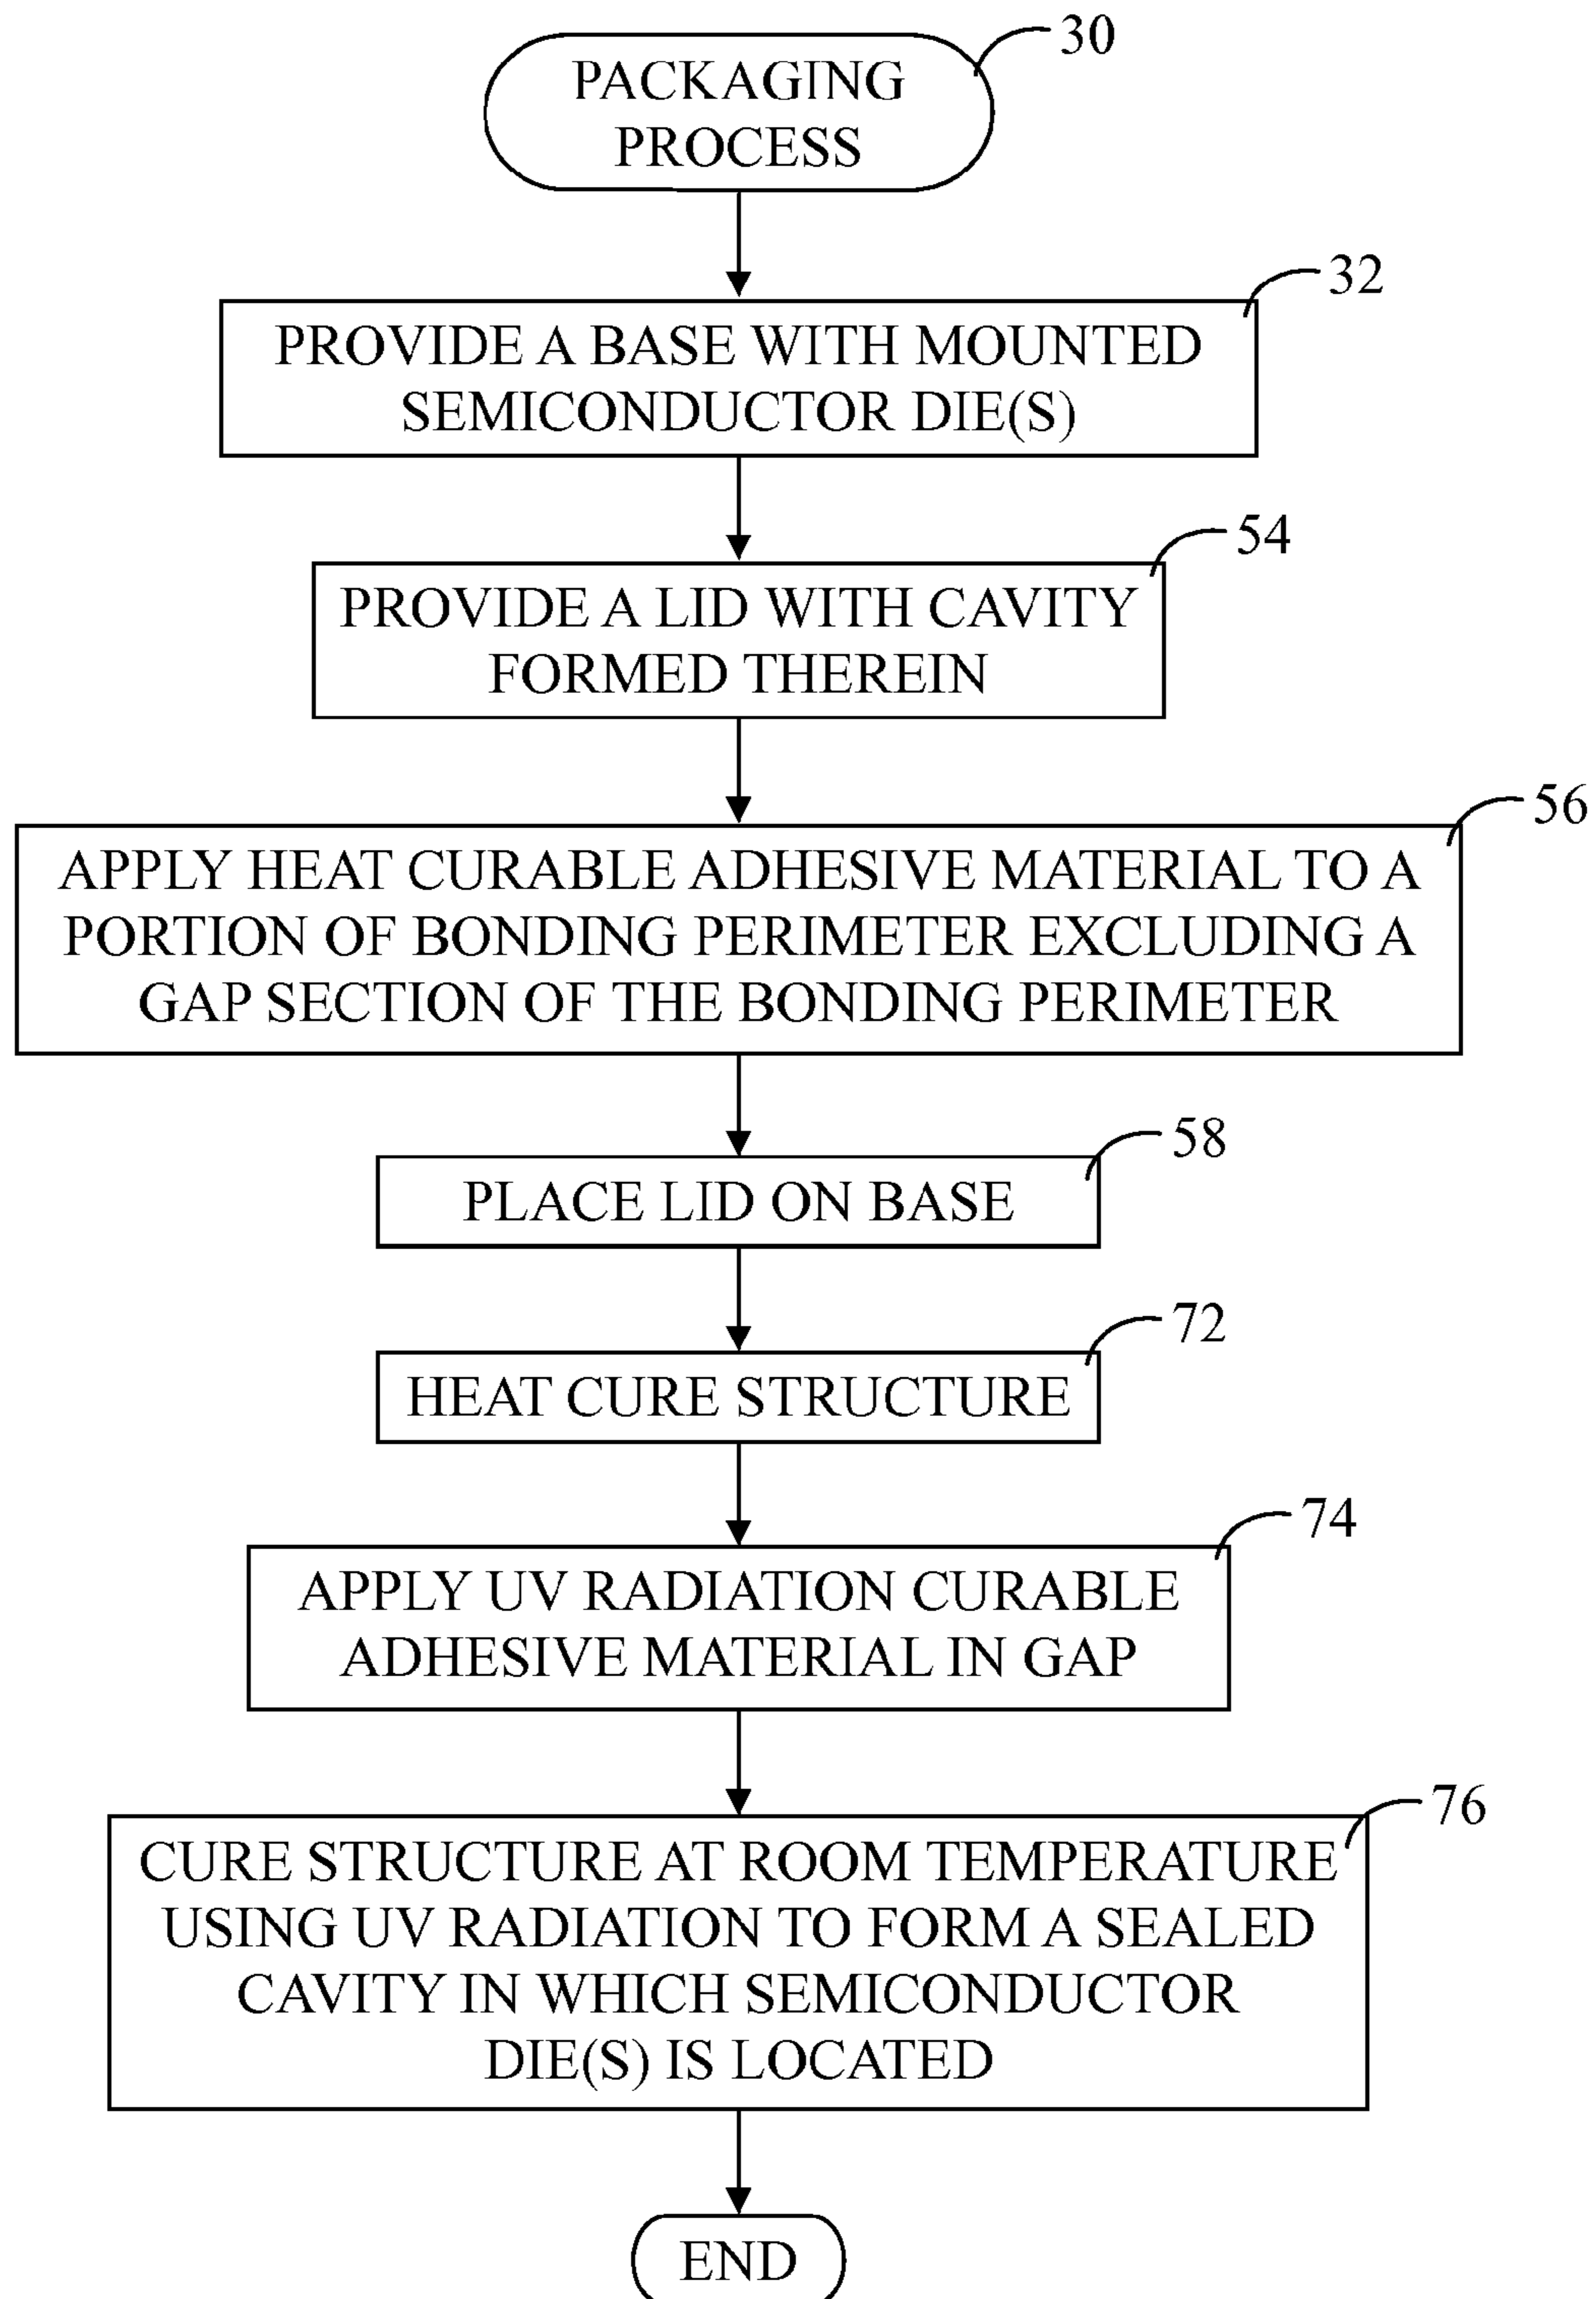 30
PACKAGING
PROCESS
32
PROVIDE A BASE WITH MOUNTED
SEMICONDUCTOR DIE(S)
54
PROVIDE A LID WITH CAVITY
FORMED THEREIN
56
APPLY HEAT CURABLE ADHESIVE MATERIAL TO A
PORTION OF BONDING PERIMETER EXCLUDING A
GAP SECTION OF THE BONDING PERIMETER
58
PLACE LID ON BASE
72
HEAT CURE STRUCTURE
74
APPLY UV RADIATION CURABLE
ADHESIVE MATERIAL IN GAP
76
CURE STRUCTURE AT ROOM TEMPERATURE
USING UV RADIATION TO FORM A SEALED
CAVITY IN WHICH SEMICONDUCTOR
DIE(S) IS LOCATED
END